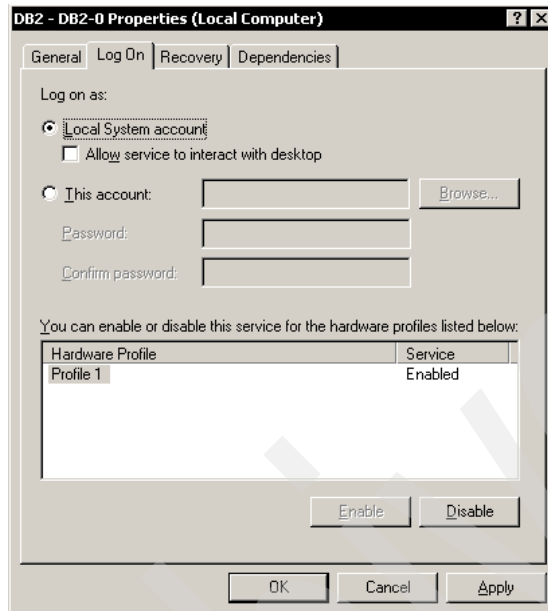 DB2 - DB2-0 Properties (Local Computer)
General Log On Recovery Dependencies
Log on as:
Local System account
Allow service to interact with desktop
This account:
Browse...
Password:
Confirm password:
You can enable or disable this service for the hardware profiles listed below:
Hardware Profile Service
Profile 1 Enabled
Enable Disable
OK Cancel Apply